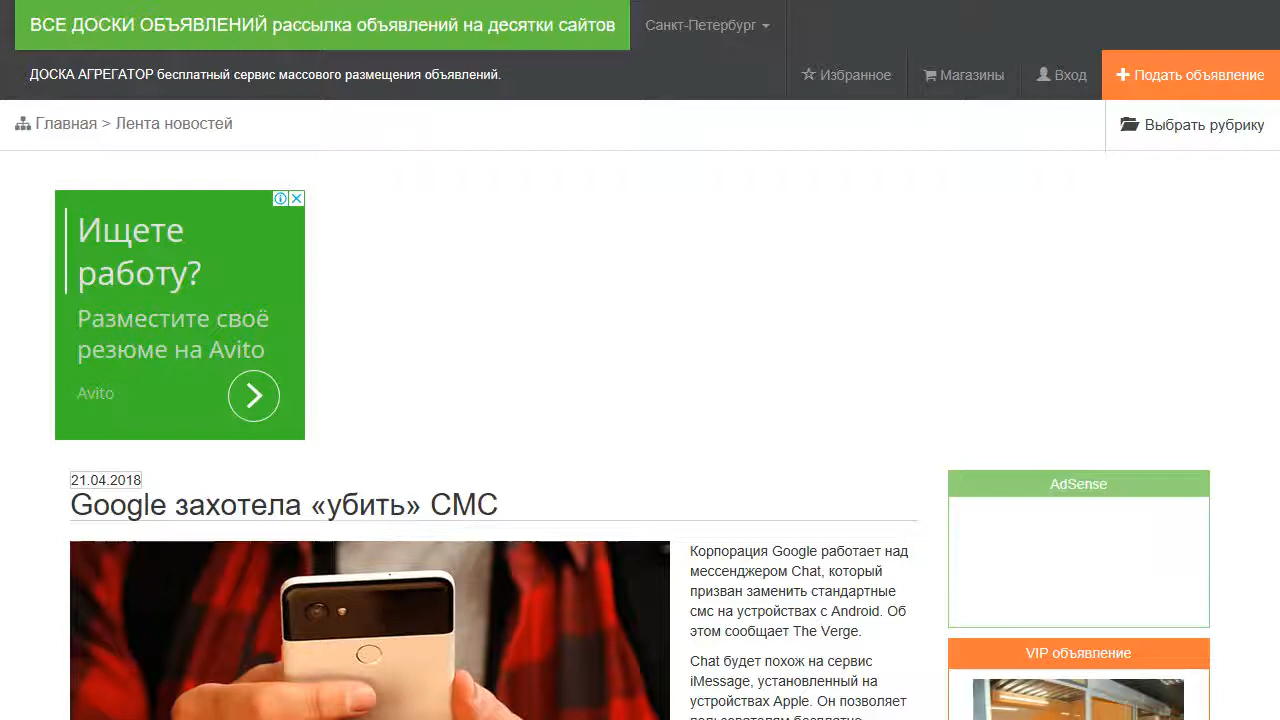 ВСЕ ДОСКИ ОБЪЯВЛЕНИЙ рассылка объявлений на десятки сайтов
Санкт-Петербург
ДОСКА АГРЕГАТОР бесплатный сервис массового размещения объявлений.
Избранное
Магазины
Вход
Подать объявление
Главная > Лента новостей
Выбрать рубрику
Ищете
работу?
Разместите своё
резюме на Avito
Avito
21.04.2018
Google захотела «убить» СМС
Корпорация Google работает над
мессенджером Chat, который
призван заменить стандартные
смс на устройствах с Android. Об
этом сообщает The Verge.
Chat будет похож на сервис
iMessage, установленный на
устройствах Apple. Он позволяет
пользователям бесплатно
AdSense
VIP объявление